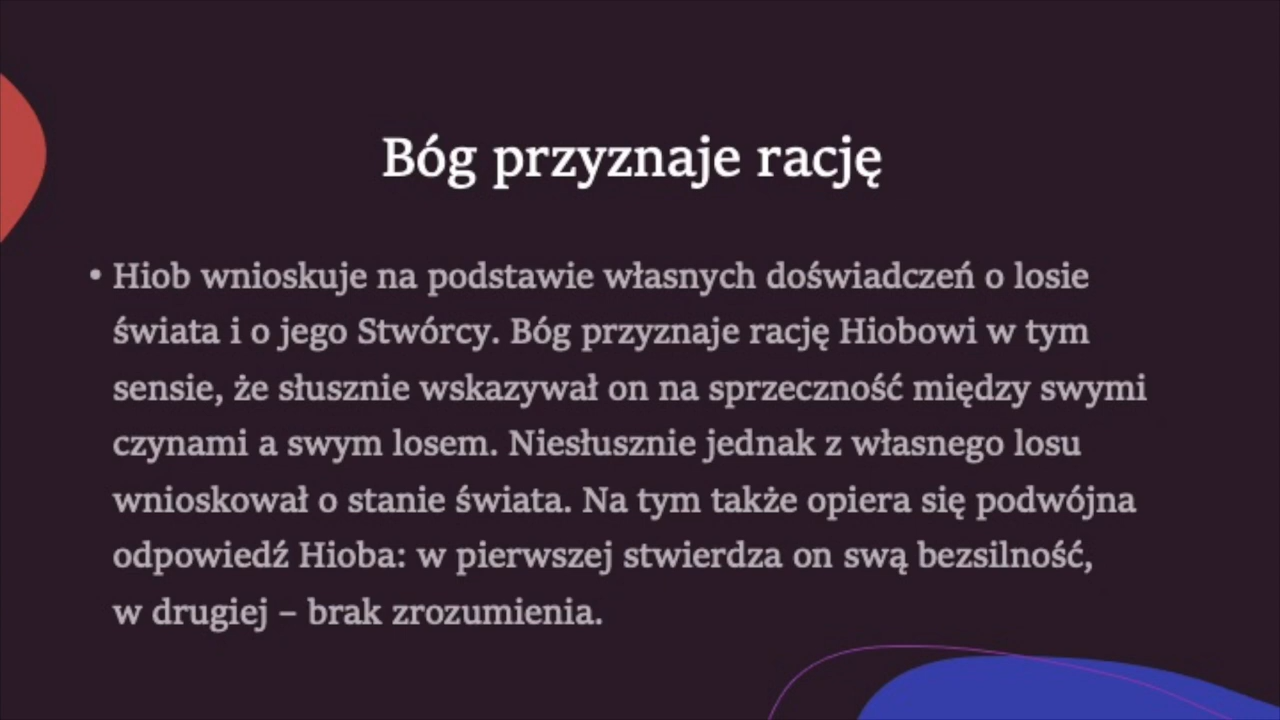 Bóg przyznaje rację
• Hiob wnioskuje na podstawie własnych doświadczeń o losie
świata i o jego Stwórcy. Bóg przyznaje rację Hiobowi w tym
sensie, że słusznie wskazywał on na sprzeczność między swymi
czynami a swym losem. Niesłusznie jednak z własnego losu
wnioskował o stanie świata. Na tym także opiera się podwójna
odpowiedź Hioba: w pierwszej stwierdza on swą bezsilność,
w drugiej – brak zrozumienia.